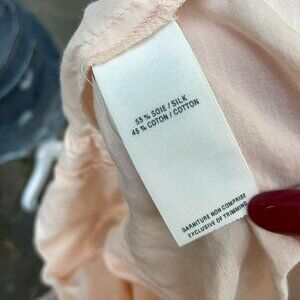 55 % SOIE / SILK
45 % COTON / COTTON
GARNITURE NON COMPRISE
EXCLUSIVE OF TRIMMING